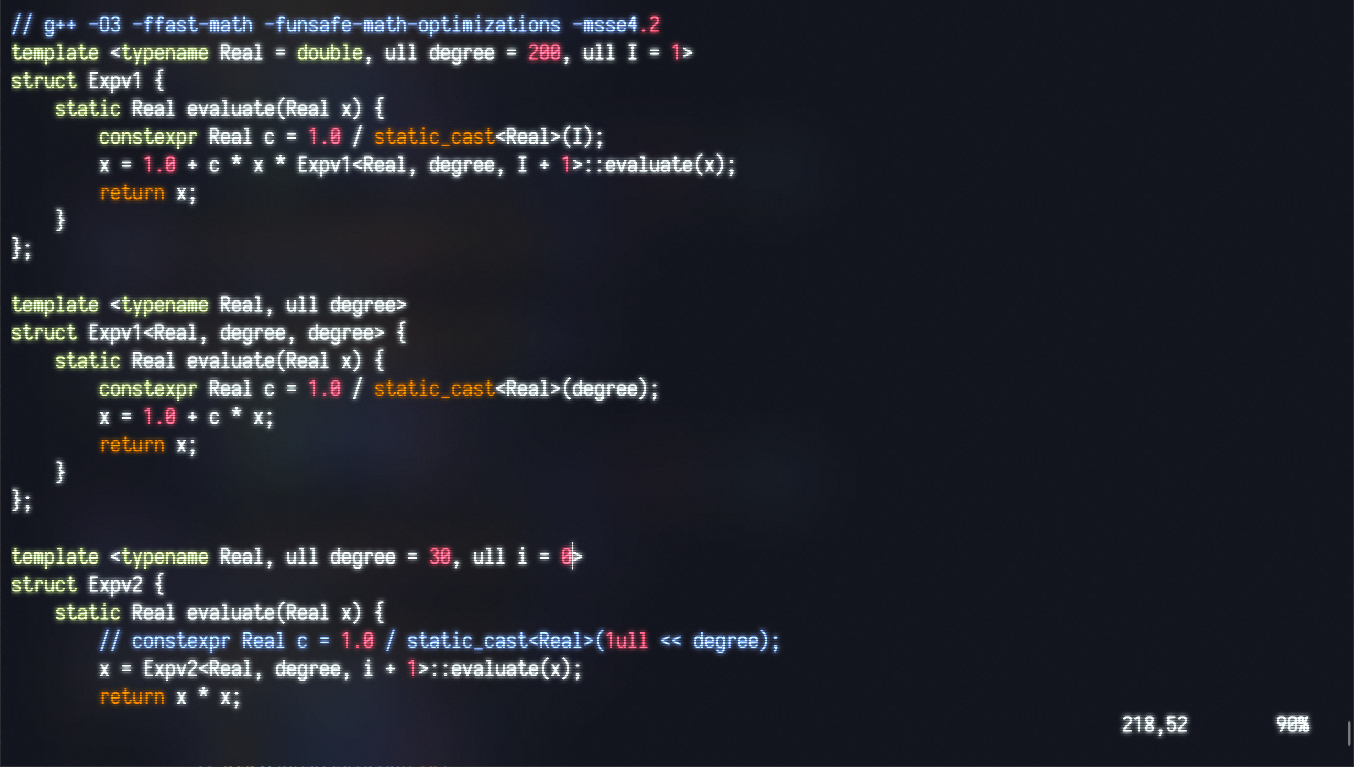 // g++ -O3 -ffast-math -funsafe-math-optimizations -msse4.2
template <typename Real = double, ull degree = 200, ull I = 1>
struct Expv1 {
    static Real evaluate(Real x) {
        constexpr Real c = 1.0 / static_cast<Real>(I);
        x = 1.0 + c * x * Expv1<Real, degree, I + 1>::evaluate(x);
        return x;
    }
};

template <typename Real, ull degree>
struct Expv1<Real, degree, degree> {
    static Real evaluate(Real x) {
        constexpr Real c = 1.0 / static_cast<Real>(degree);
        x = 1.0 + c * x;
        return x;
    }
};

template <typename Real, ull degree = 30, ull i = 0>
struct Expv2 {
    static Real evaluate(Real x) {
        // constexpr Real c = 1.0 / static_cast<Real>(1ull << degree);
        x = Expv2<Real, degree, i + 1>::evaluate(x);
        return x * x;
218,52 90%